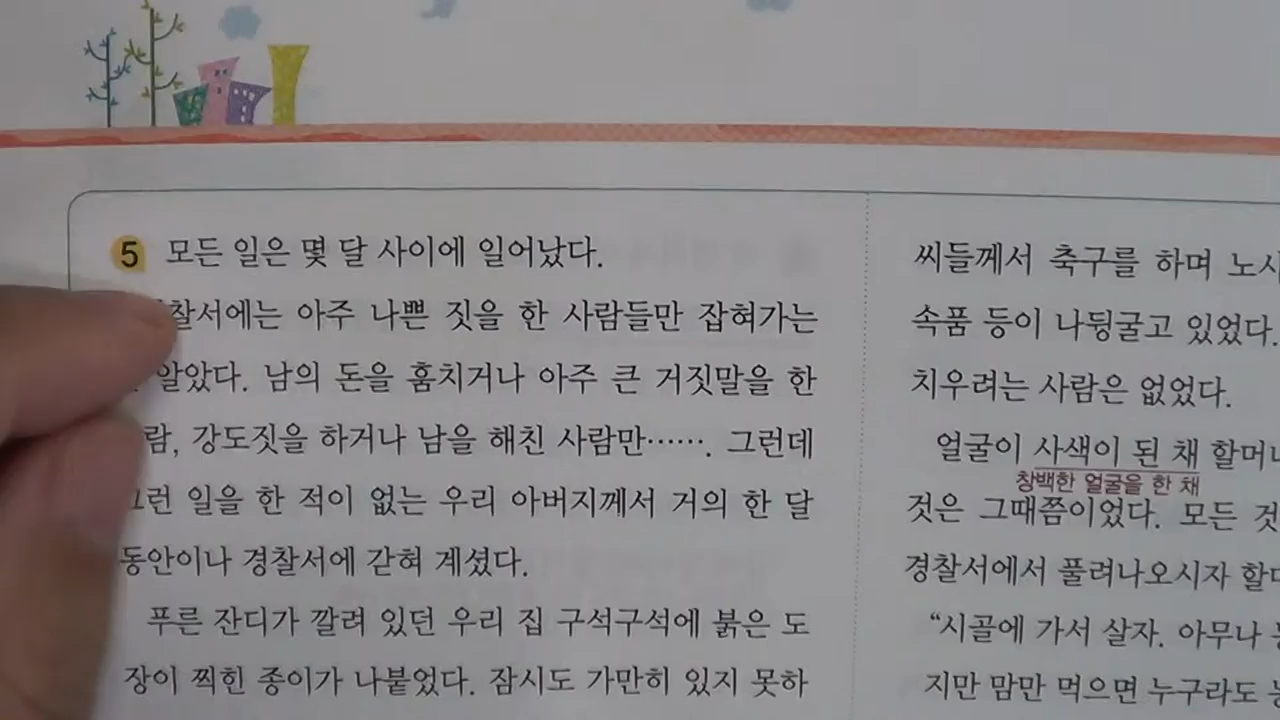 5 모든 일은 몇 달 사이에 일어났다.
찰서에는 아주 나쁜 짓을 한 사람들만 잡혀가는
알았다. 남의 돈을 훔치거나 아주 큰 거짓말을 한
람, 강도짓을 하거나 남을 해친 사람만……. 그런데
그런 일을 한 적이 없는 우리 아버지께서 거의 한 달
동안이나 경찰서에 갇혀 계셨다.
푸른 잔디가 깔려 있던 우리 집 구석구석에 붉은 도
장이 찍힌 종이가 나붙었다. 잠시도 가만히 있지 못하
씨들께서 축구를 하며 노시
속품 등이 나뒹굴고 있었다.
치우려는 사람은 없었다.
얼굴이 사색이 된 채 할머니
창백한 얼굴을 한 채
것은 그때쯤이었다. 모든 것
경찰서에서 풀려나오시자 할
“시골에 가서 살자. 아무나
지만 맘만 먹으면 누구라도